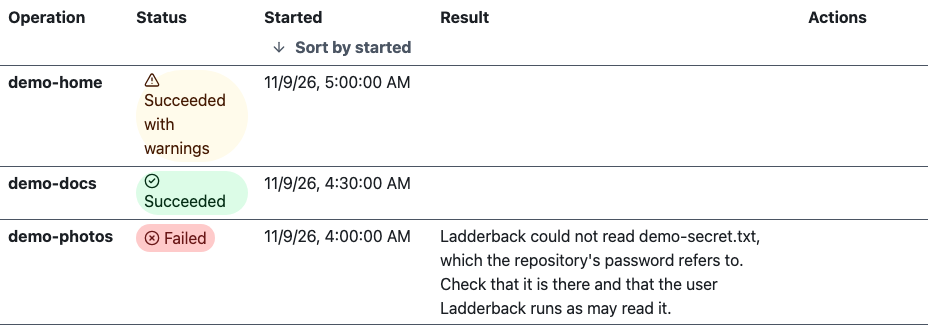 Operation Status Started Result Actions
Sort by started
demo-home Succeeded with warnings 11/9/26, 5:00:00 AM
demo-docs Succeeded 11/9/26, 4:30:00 AM
demo-photos Failed 11/9/26, 4:00:00 AM Ladderback could not read demo-secret.txt,
which the repository's password refers to.
Check that it is there and that the user
Ladderback runs as may read it.